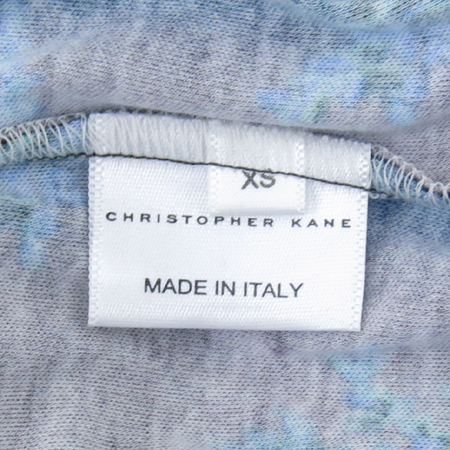 XS
CHRISTOPHER KANE
MADE IN ITALY